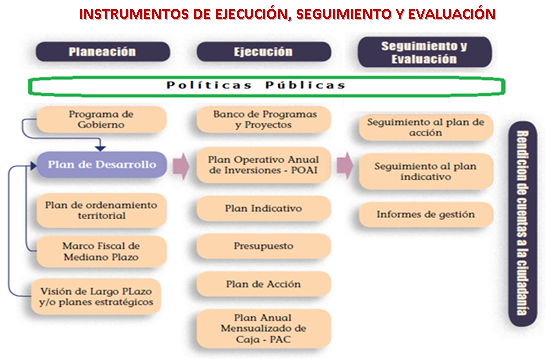 INSTRUMENTOS DE EJECUCIÓN, SEGUIMIENTO Y EVALUACIÓN
Planeación
Ejecución
Seguimiento y
Evaluación
Políticas Públicas
Programa de
Gobierno
Plan de Desarrollo
Plan de ordenamiento
territorial
Marco Fiscal de
Mediano Plazo
Visión de Largo PLazo
y/o planes estratégicos
Banco de Programas
y Proyectos
Plan Operativo Anual
de Inversiones - POAI
Plan Indicativo
Presupuesto
Plan de Acción
Plan Anual
Mensualizado de
Caja - PAC
Seguimiento al plan de
acción
Seguimiento al plan
indicativo
Informes de gestión
Rendicion de cuentas a la ciudadanía